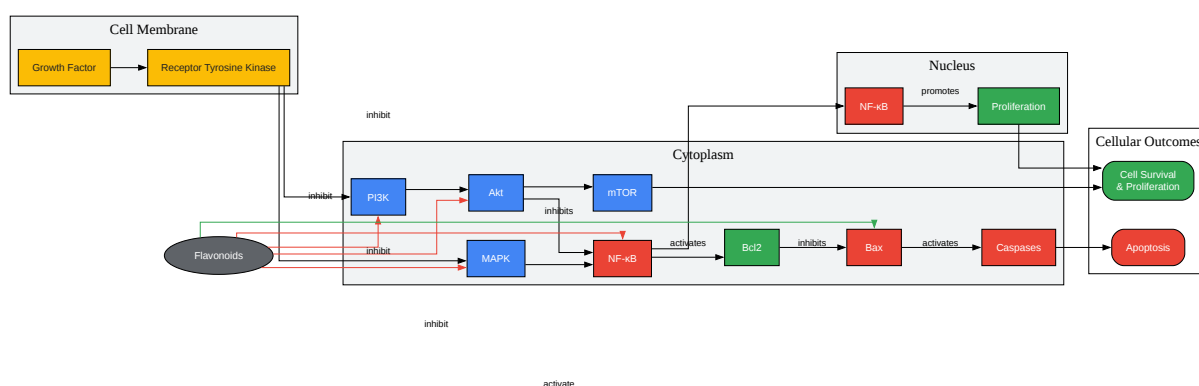 Cell Membrane
Growth Factor
Receptor Tyrosine Kinase
Nucleus
NF-κB
promotes
Proliferation
inhibit
Cytoplasm
Cellular Outcomes
PI3K
Akt
mTOR
inhibit
inhibits
Cell Survival
& Proliferation
Flavonoids
inhibit
MAPK
NF-κB
activates
Bcl2
inhibits
Bax
activates
Caspases
Apoptosis
inhibit
activate